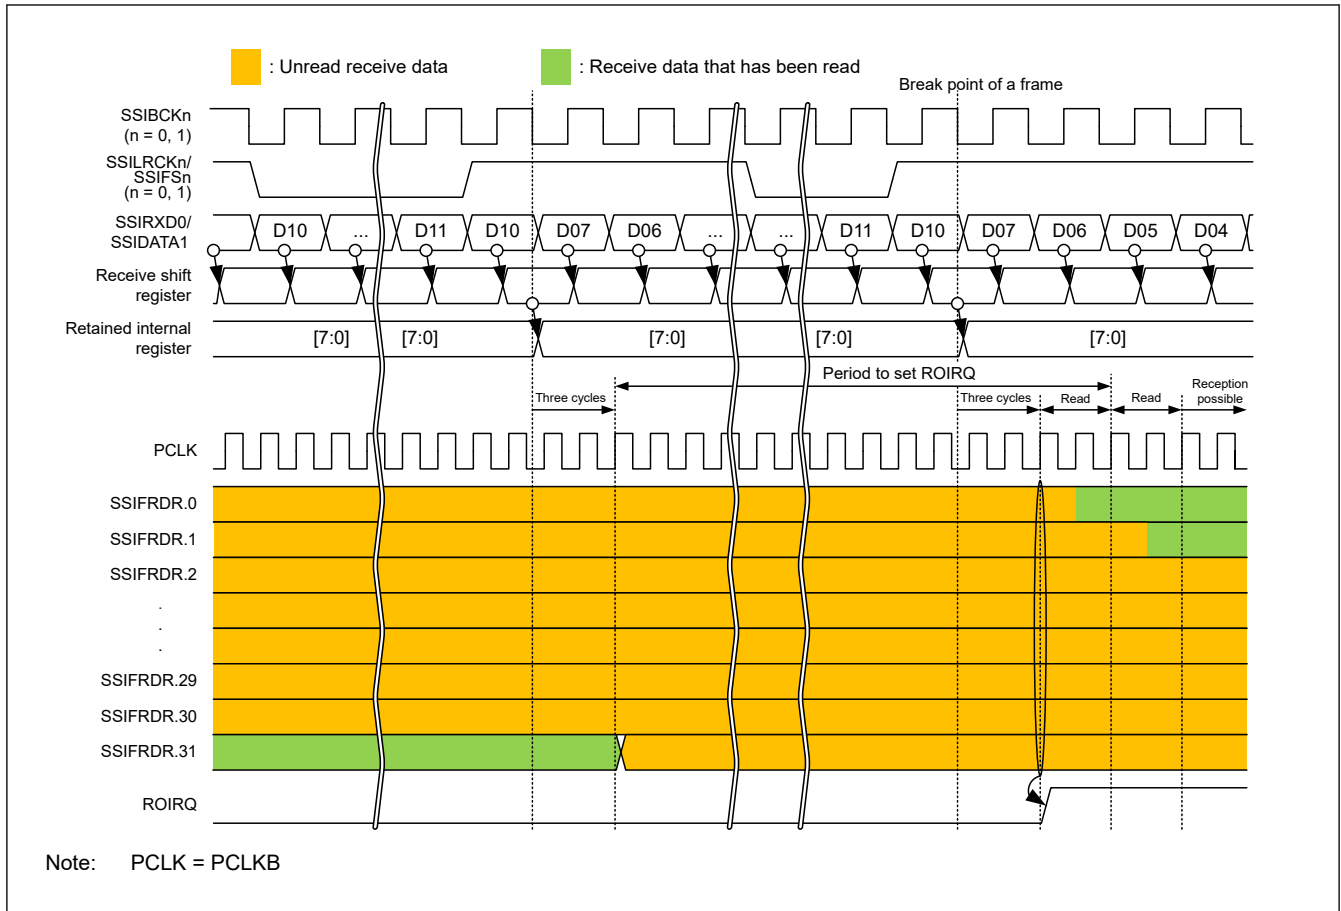 : Unread receive data
: Receive data that has been read
Break point of a frame
SSIBCKn
(n = 0, 1)
SSILRCKn/
SSIFSn
(n = 0, 1)
SSIRXD0/
SSIDATA1
D10 ... D11 D10 D07 D06 ... ... D11 D10 D07 D06 D05 D04
Receive shift
register
Retained internal
register
[7:0] [7:0] [7:0] [7:0] [7:0]
Period to set ROIRQ
Three cycles
Three cycles
Read
Read
Reception
possible
PCLK
SSIFRDR.0
SSIFRDR.1
SSIFRDR.2
.
.
.
SSIFRDR.29
SSIFRDR.30
SSIFRDR.31
ROIRQ
Note: PCLK = PCLKB